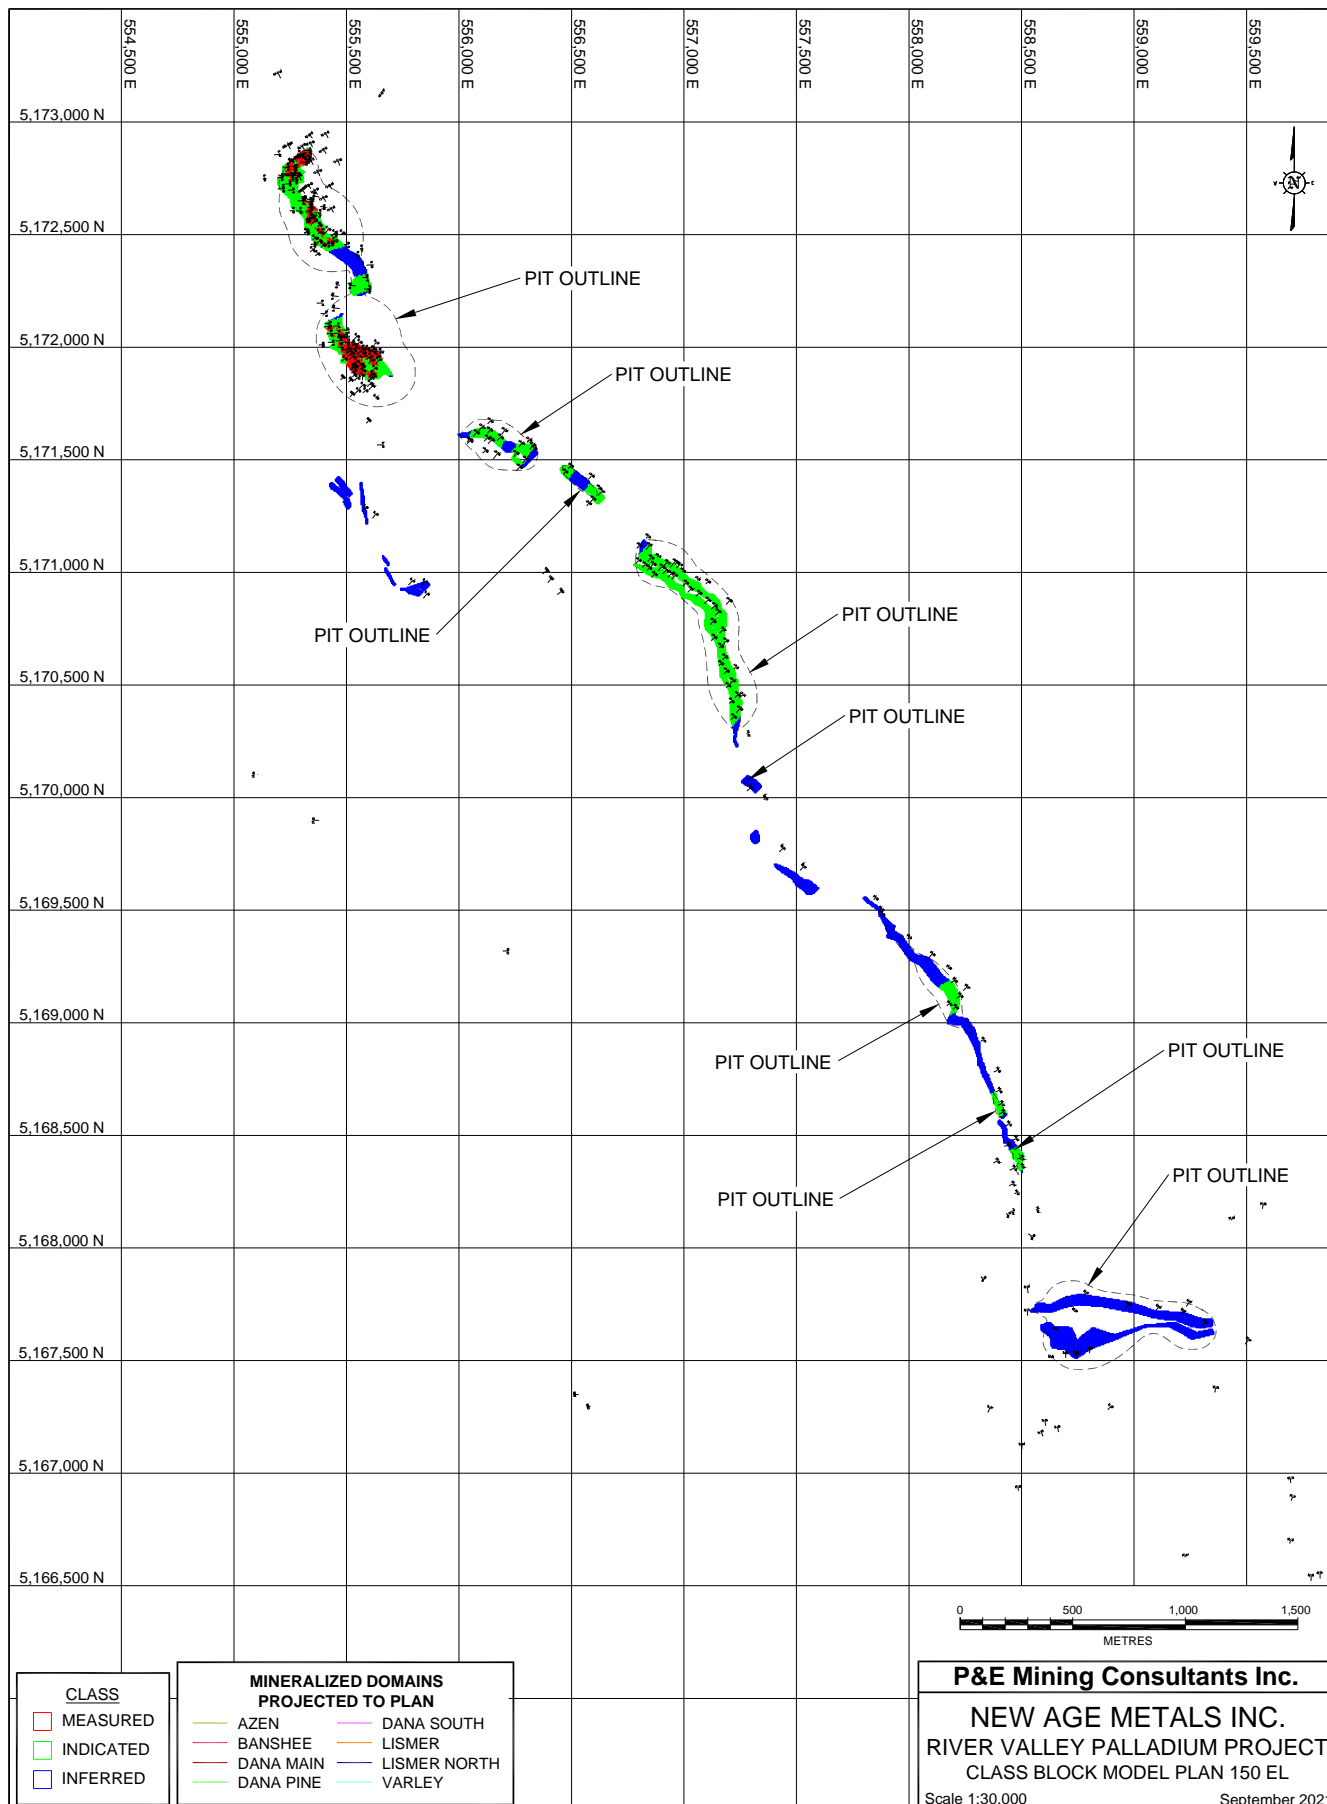 554,500 E
555,000 E
555,500 E
556,000 E
556,500 E
557,000 E
557,500 E
558,000 E
558,500 E
559,000 E
559,500 E
5,173,000 N
N
5,172,500 N
PIT OUTLINE
5,172,000 N
PIT OUTLINE
5,171,500 N
5,171,000 N
PIT OUTLINE
PIT OUTLINE
5,170,500 N
PIT OUTLINE
5,170,000 N
5,169,500 N
5,169,000 N
PIT OUTLINE
PIT OUTLINE
5,168,500 N
PIT OUTLINE
PIT OUTLINE
5,168,000 N
5,167,500 N
5,167,000 N
5,166,500 N
0 500 1,000 1,500
METRES
CLASS
MEASURED
INDICATED
INFERRED
MINERALIZED DOMAINS
PROJECTED TO PLAN
AZEN DANA SOUTH
BANSHEE LISMER
DANA MAIN LISMER NORTH
DANA PINE VARLEY
P&E Mining Consultants Inc.
NEW AGE METALS INC.
RIVER VALLEY PALLADIUM PROJECT
CLASS BLOCK MODEL PLAN 150 EL
Scale 1:30,000 September 2021